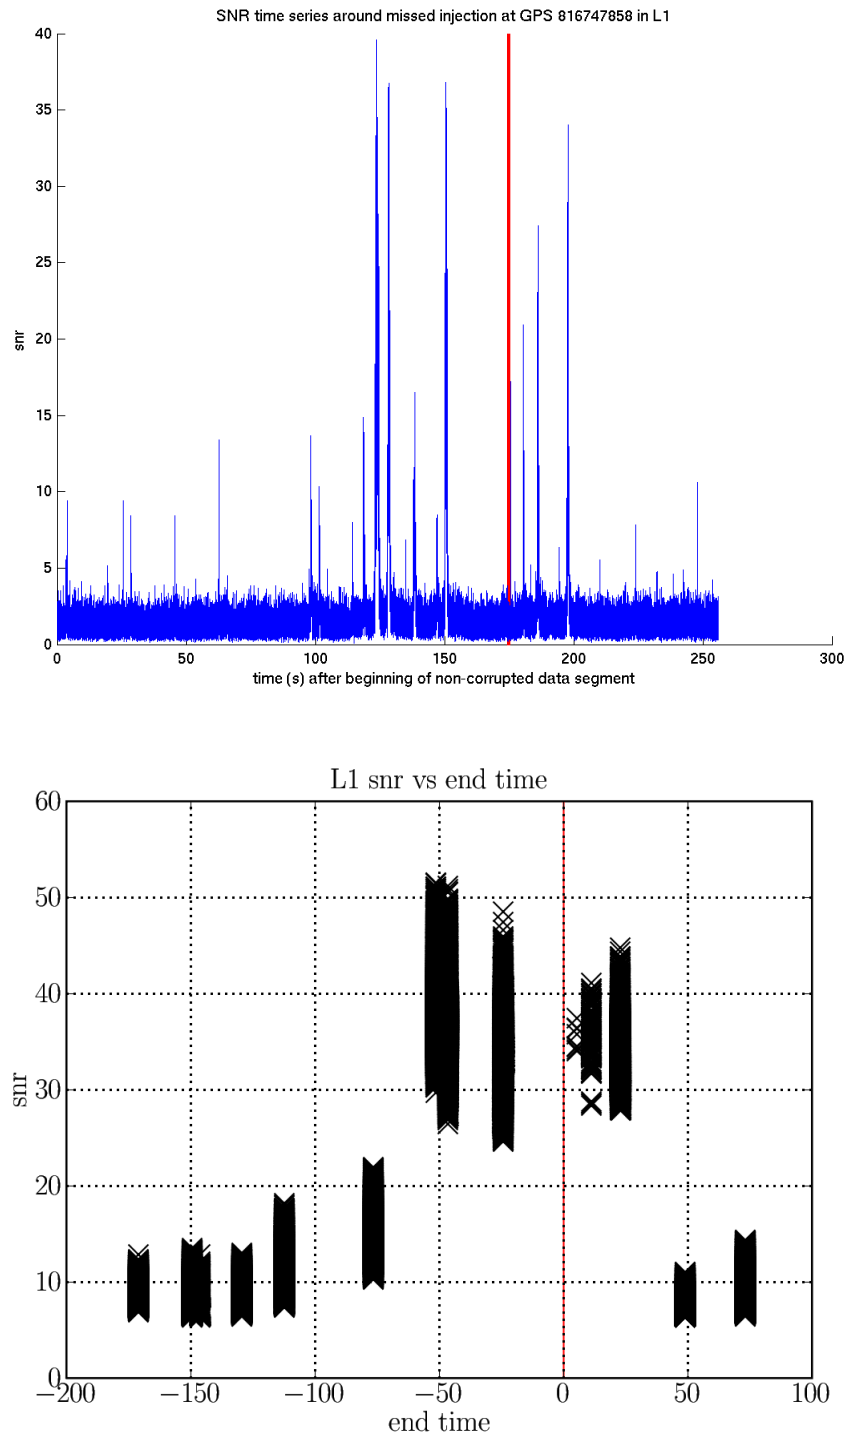 SNR time series around missed injection at GPS 816747858 in L1
40
35
30
25
20
15
10
5
0
snr
0 50 100 150 200 250 300
time (s) after beginning of non-corrupted data segment
L1 snr vs end time
60
50
40
30
20
10
0
snr
−200 −150 −100 −50 0 50 100
end time